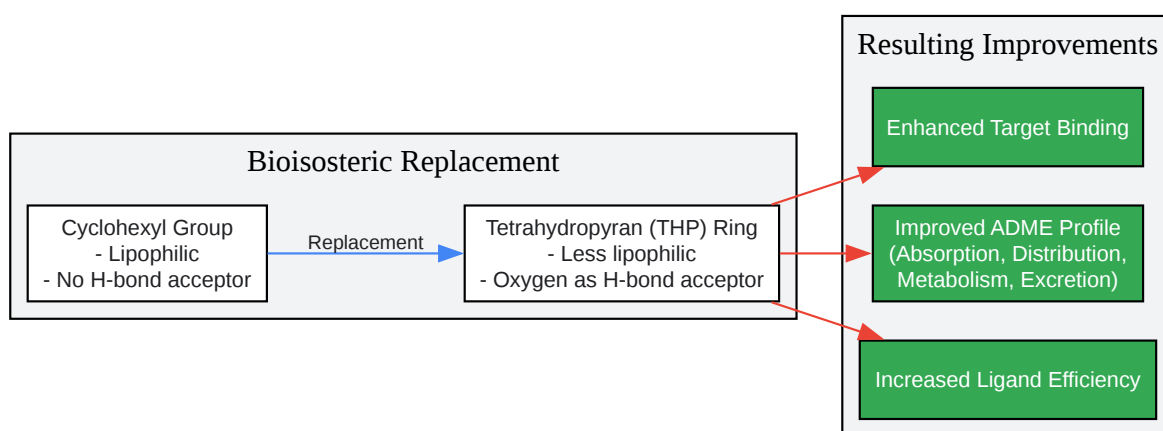 Bioisosteric Replacement
Cyclohexyl Group
- Lipophilic
- No H-bond acceptor
Replacement
Tetrahydropyran (THP) Ring
- Less lipophilic
- Oxygen as H-bond acceptor
Resulting Improvements
Enhanced Target Binding
Improved ADME Profile
(Absorption, Distribution,
Metabolism, Excretion)
Increased Ligand Efficiency